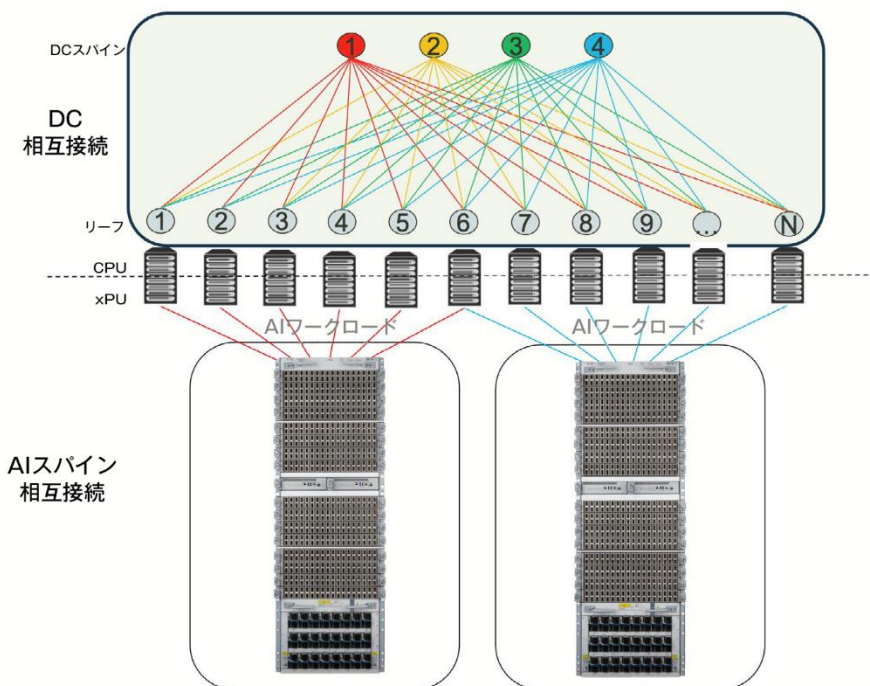 DCスパイン
1 2 3 4
DC
相互接続
リーフ
1 2 3 4 5 6 7 8 9 ... N
CPU
xPU
AIワークロード AIワークロード
AIスパイン
相互接続